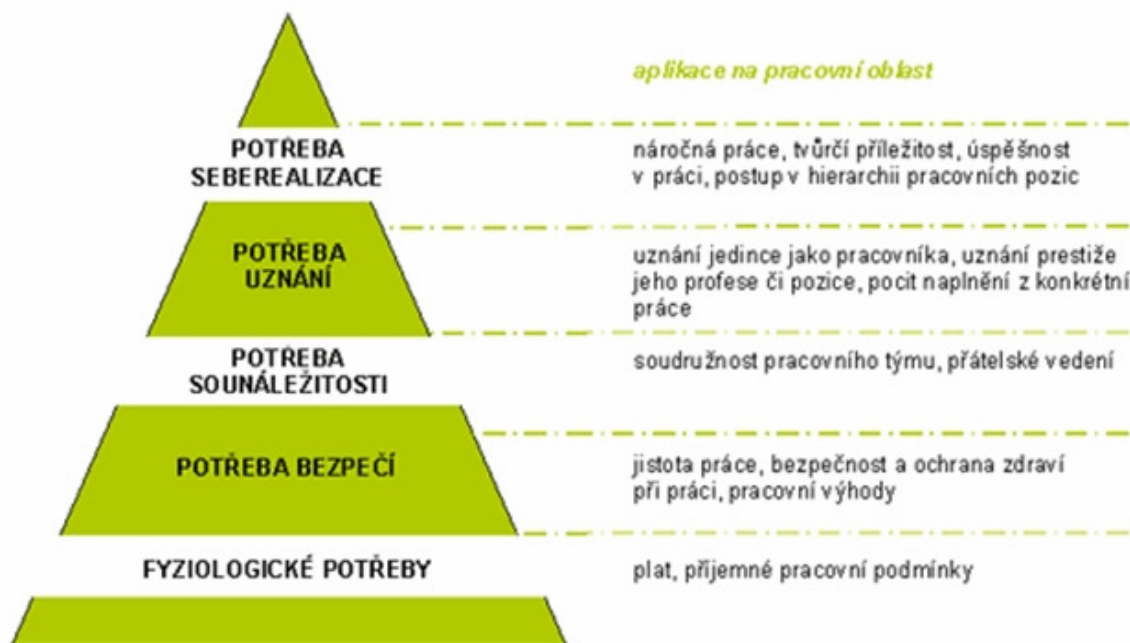 aplikace na pracovní oblast
POTŘEBA
SEBEREALIZACE
náročná práce, tvůrčí příležitost, úspěšnost
v práci, postup v hierarchii pracovních pozic
POTŘEBA
UZNÁNÍ
uznání jedince jako pracovníka, uznání prestiže
jeho profese či pozice, pocit naplnění z konkrétní
práce
POTŘEBA
SOUNÁLEŽITOSTI
soudružnost pracovního týmu, přátelské vedení
POTŘEBA BEZPEČÍ
jistota práce, bezpečnost a ochrana zdraví
při práci, pracovní výhody
FYZIOLOGICKÉ POTŘEBY
plat, příjemné pracovní podmínky